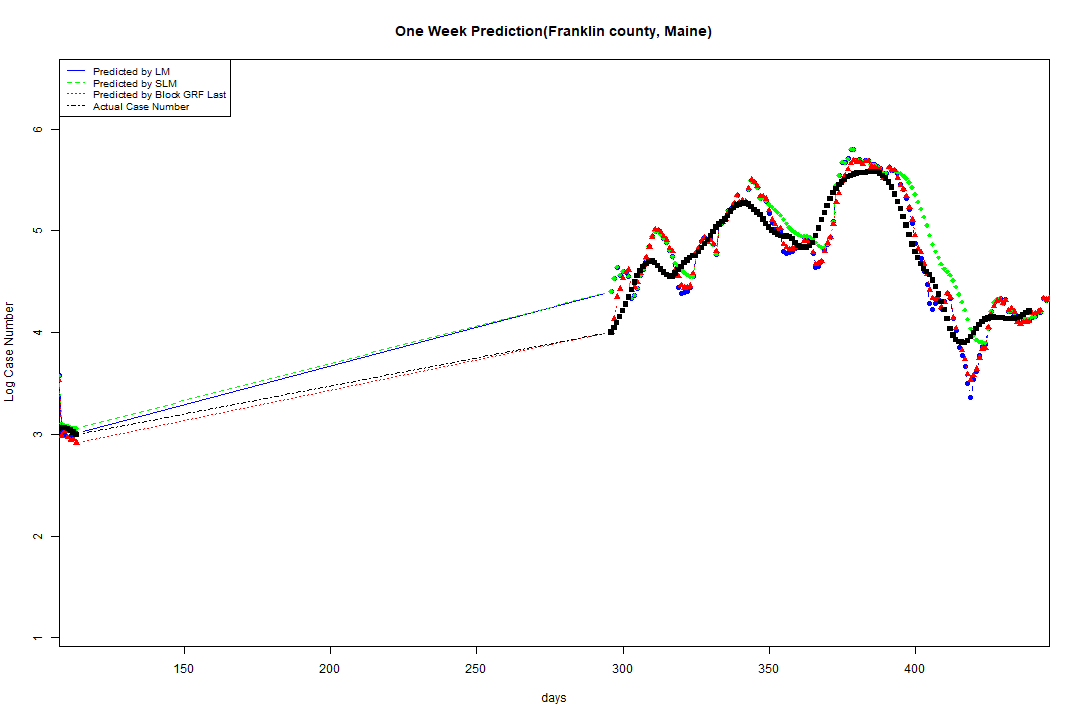 One Week Prediction(Franklin county, Maine)
Predicted by LM
Predicted by SLM
Predicted by Block GRF Last
Actual Case Number
Log Case Number
6
5
4
3
2
1
150 200 250 300 350 400
days